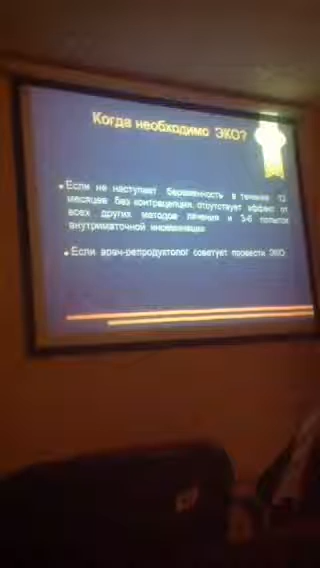 Когда необходимо ЭКО?
Если не наступает беременность в течение 12
месяцев без контрацепции, отсутствует эффект от
всех других методов лечения и 3-6 попыток
внутриматочной инсеминации
Если врач-репродуктолог советует провести ЭКО